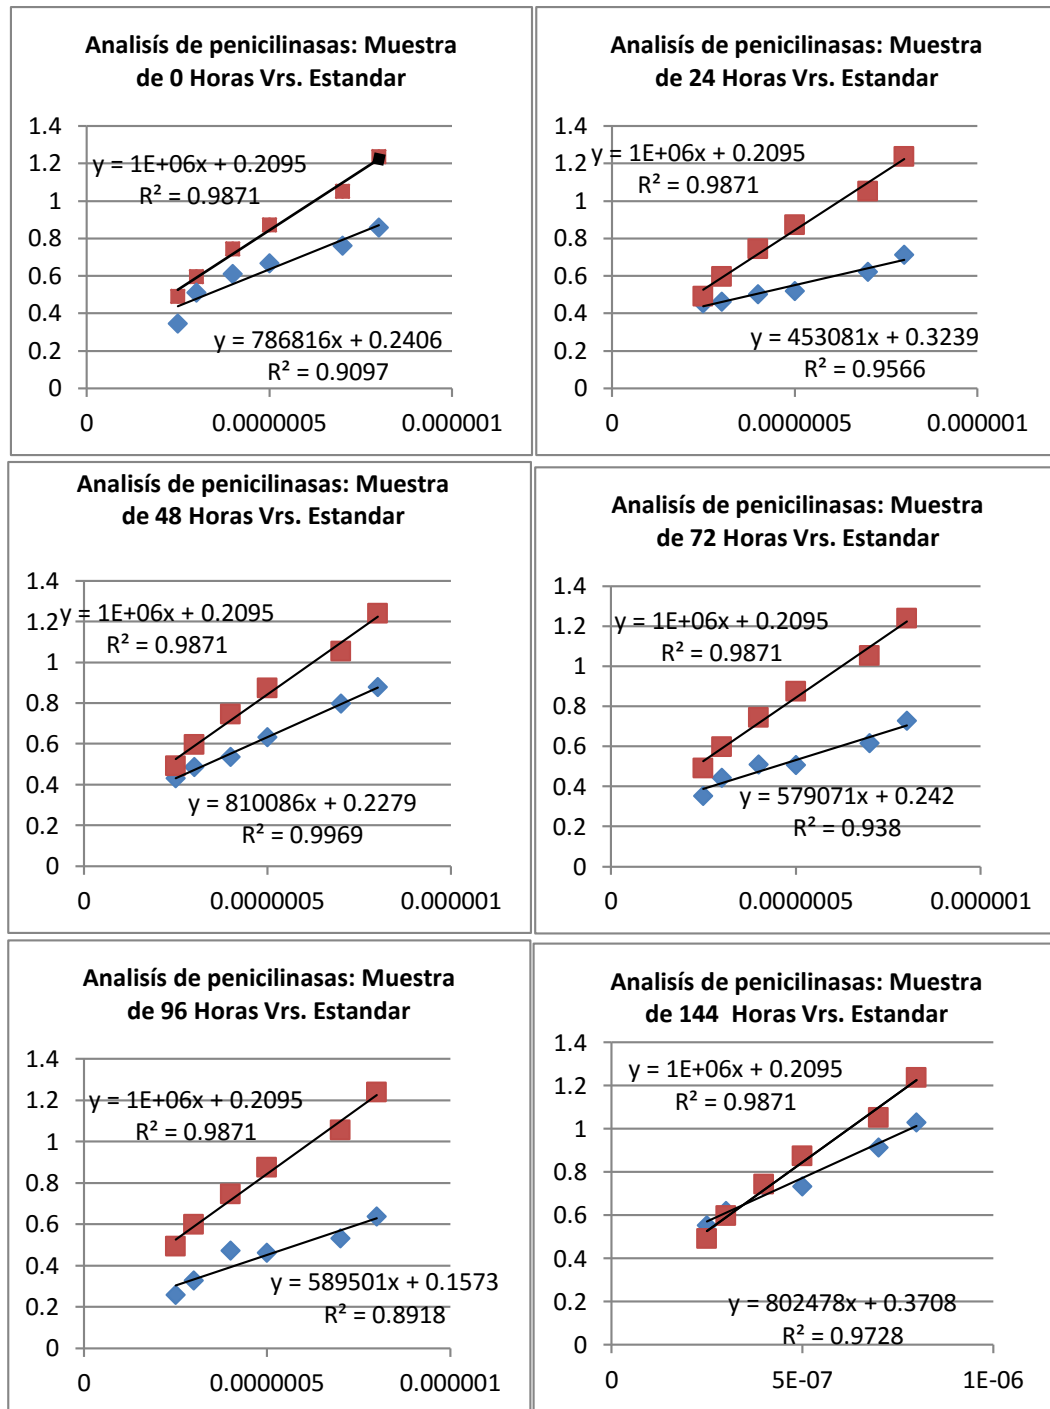 Analisís de penicilinasas: Muestra
de 0 Horas Vrs. Estandar
1.4
1.2
1
0.8
0.6
0.4
0.2
0
y = 1E+06x + 0.2095
R² = 0.9871
y = 786816x + 0.2406
R² = 0.9097
0 0.0000005 0.000001
Analisís de penicilinasas: Muestra
de 24 Horas Vrs. Estandar
1.4
1.2
1
0.8
0.6
0.4
0.2
0
y = 1E+06x + 0.2095
R² = 0.9871
y = 453081x + 0.3239
R² = 0.9566
0 0.0000005 0.000001
Analisís de penicilinasas: Muestra
de 48 Horas Vrs. Estandar
1.4
1.2
1
0.8
0.6
0.4
0.2
0
y = 1E+06x + 0.2095
R² = 0.9871
y = 810086x + 0.2279
R² = 0.9969
0 0.0000005 0.000001
Analisís de penicilinasas: Muestra
de 72 Horas Vrs. Estandar
1.4
1.2
1
0.8
0.6
0.4
0.2
0
y = 1E+06x + 0.2095
R² = 0.9871
y = 579071x + 0.242
R² = 0.938
0 0.0000005 0.000001
Analisís de penicilinasas: Muestra
de 96 Horas Vrs. Estandar
1.4
1.2
1
0.8
0.6
0.4
0.2
0
y = 1E+06x + 0.2095
R² = 0.9871
y = 589501x + 0.1573
R² = 0.8918
0 0.0000005 0.000001
Analisís de penicilinasas: Muestra
de 144 Horas Vrs. Estandar
1.4
1.2
1
0.8
0.6
0.4
0.2
0
y = 1E+06x + 0.2095
R² = 0.9871
y = 802478x + 0.3708
R² = 0.9728
0 5E-07 1E-06